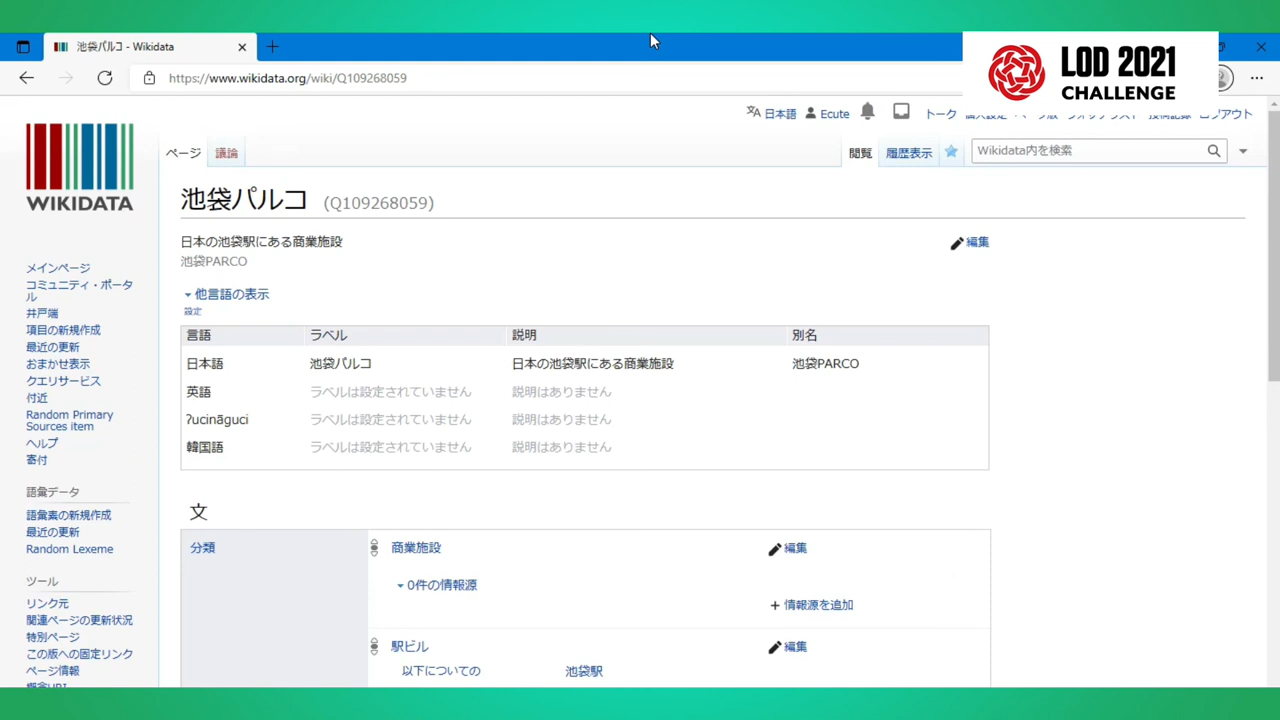 池袋パルコ - Wikidata
https://www.wikidata.org/wiki/Q109268059
LOD 2021
CHALLENGE
日本語 Ecute トーク
WIKIDATA
ページ 議論 閲覧 履歴表示 Wikidata内を検索
池袋パルコ (Q109268059)
日本の池袋駅にある商業施設 編集
池袋PARCO
他言語の表示
設定
言語 ラベル 説明 別名
日本語 池袋パルコ 日本の池袋駅にある商業施設 池袋PARCO
英語 ラベルは設定されていません 説明はありません
ʔucināguci ラベルは設定されていません 説明はありません
韓国語 ラベルは設定されていません 説明はありません
文
分類 商業施設 編集
0件の情報源
情報源を追加
駅ビル 編集
以下についての 池袋駅
メインページ
コミュニティ・ポータ
ル
井戸端
項目の新規作成
最近の更新
おまかせ表示
クエリサービス
付近
Random Primary
Sources item
ヘルプ
寄付
語彙データ
語彙素の新規作成
最近の更新
Random Lexeme
ツール
リンク元
関連ページの更新状況
特別ページ
この版への固定リンク
ページ情報